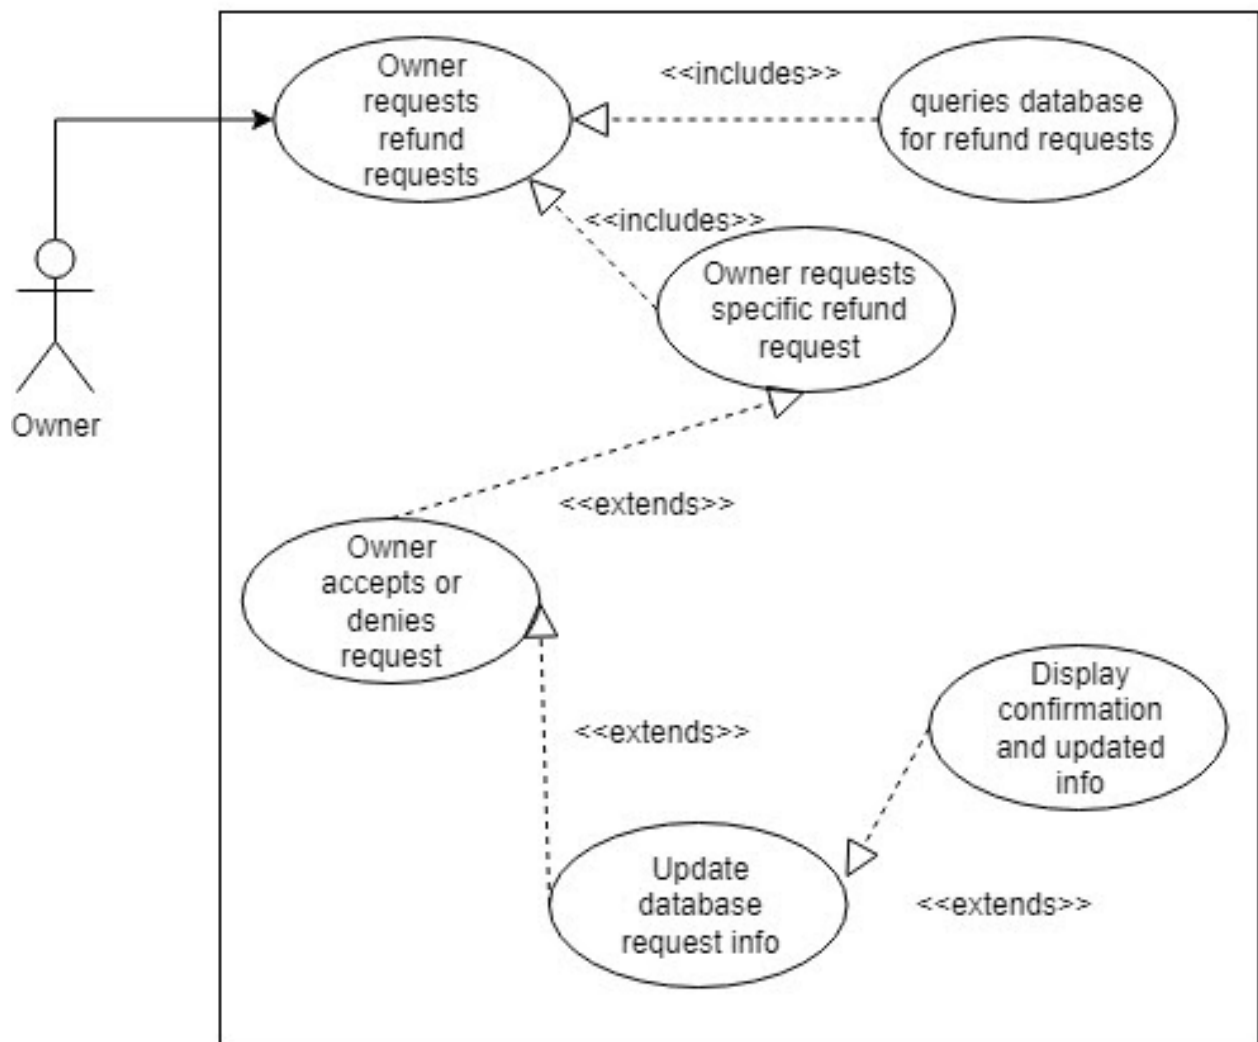 Owner
requests
refund
requests
<<includes>>
queries database
for refund requests
<<includes>>
Owner requests
specific refund
request
Owner
<<extends>>
Owner
accepts or
denies
request
<<extends>>
Display
confirmation
and updated
info
Update
database
request info
<<extends>>